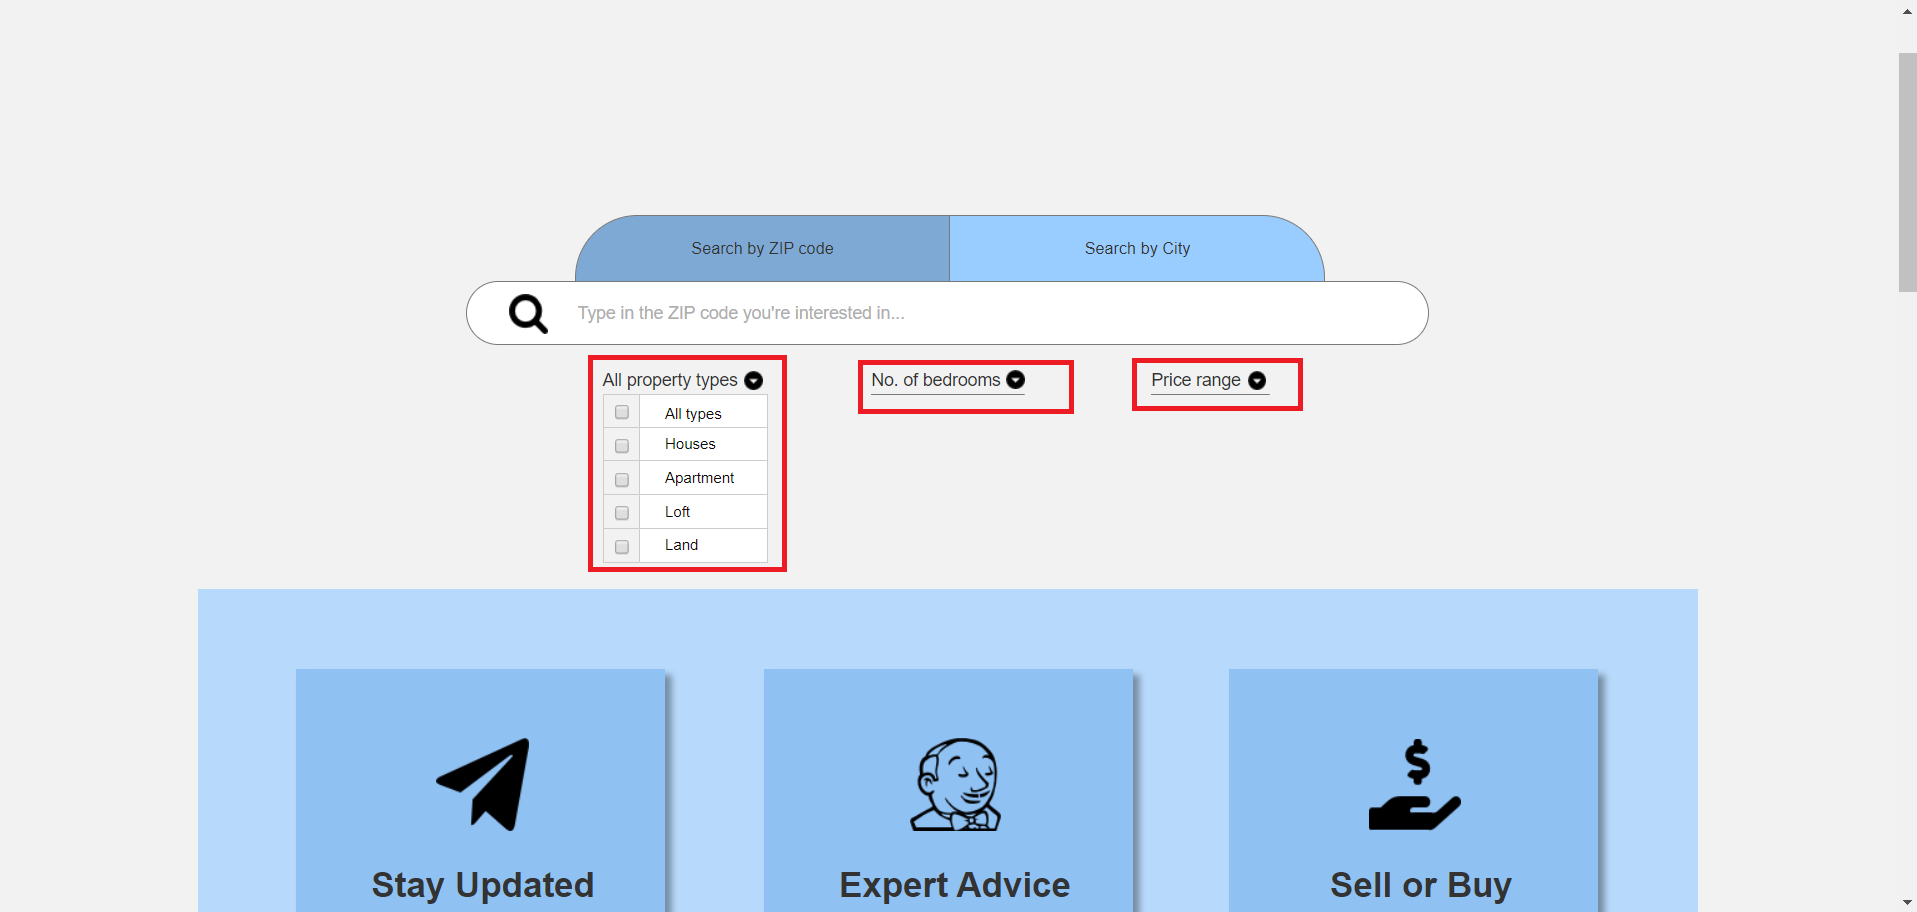 Search by ZIP code
Search by City
Type in the ZIP code you're interested in...
All property types
No. of bedrooms
Price range
All types
Houses
Apartment
Loft
Land
$
Stay Updated
Expert Advice
Sell or Buy